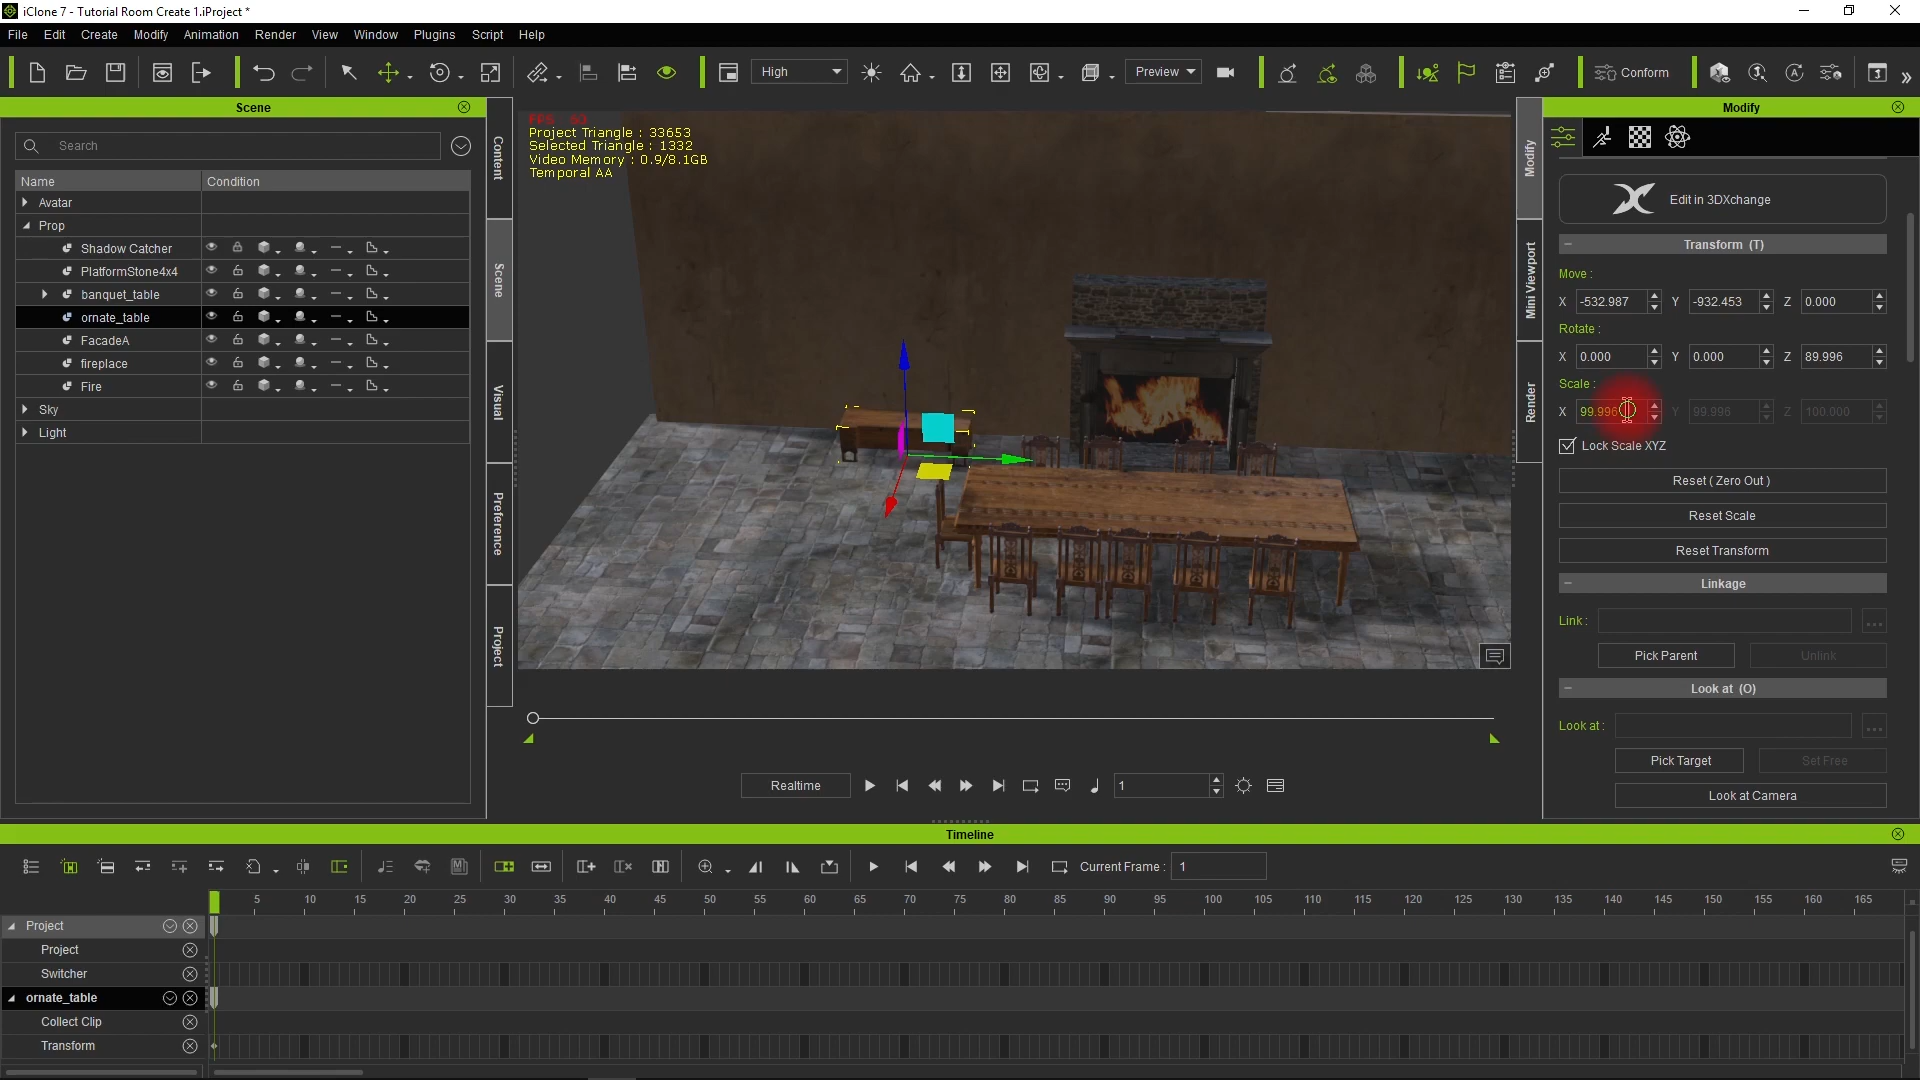 iClone 7 - Tutorial Room Create 1.iProject *
File Edit Create Modify Animation Render View Window Plugins Script Help
High Preview Conform
Scene
Search
Name Condition
Avatar
Prop
Shadow Catcher
PlatformStone4x4
banquet_table
ornate_table
FacadeA
fireplace
Fire
Sky
Light
Content
Scene
Visual
Preference
Project
FPS 60
Project Triangle : 33653
Selected Triangle : 1332
Video Memory : 0.9/8.1GB
Temporal AA
Modify
Mini Viewport
Render
Modify
Edit in 3DXchange
Transform (T)
Move :
X -532.987 Y -932.453 Z 0.000
Rotate :
X 0.000 Y 0.000 Z 89.996
Scale :
X 99.996 Y 99.996 Z 100.000
Lock Scale XYZ
Reset ( Zero Out )
Reset Scale
Reset Transform
Linkage
Link :
Pick Parent Unlink
Look at (O)
Look at :
Pick Target Set Free
Look at Camera
Realtime 1
Timeline
Current Frame : 1
5 10 15 20 25 30 35 40 45 50 55 60 65 70 75 80 85 90 95 100 105 110 115 120 125 130 135 140 145 150 155 160 165
Project
Project
Switcher
ornate_table
Collect Clip
Transform